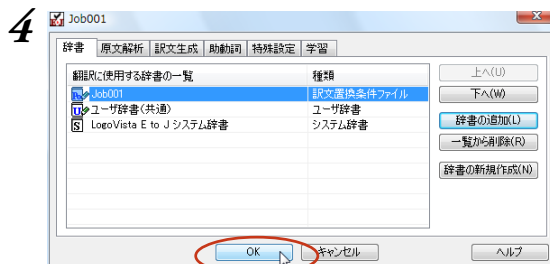 4
Job001
辞書 原文解析 訳文生成 助動詞 特殊設定 学習
翻訳に使用する辞書の一覧 種類
Job001 訳文置換条件ファイル
ユーザ辞書(共通) ユーザ辞書
LogoVista E to J システム辞書 システム辞書
上へ(U)
下へ(W)
辞書の追加(L)
一覧から削除(R)
辞書の新規作成(N)
OK キャンセル ヘルプ